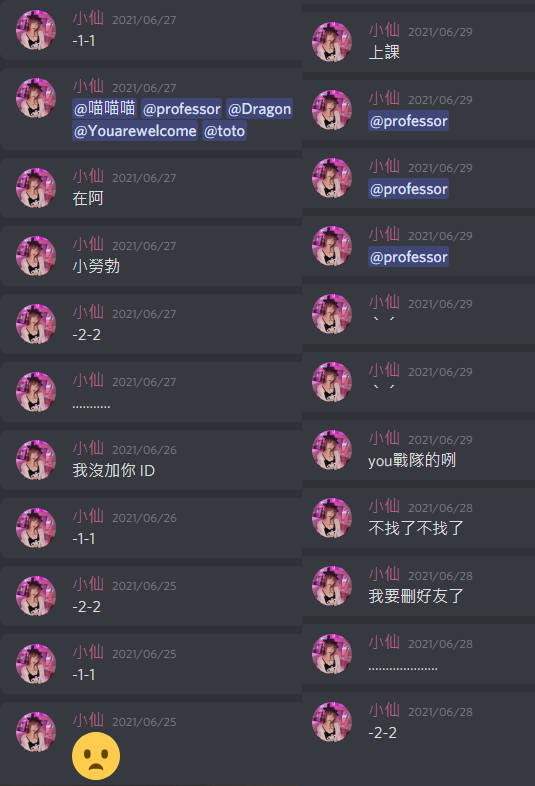 小仙 2021/06/27
-1-1
小仙 2021/06/27
@喵喵喵 @professor @Dragon
@Youarewelcome @toto
小仙 2021/06/27
在阿
小仙 2021/06/27
小勞勃
小仙 2021/06/27
-2-2
小仙 2021/06/27
...........
小仙 2021/06/26
我沒加你 ID
小仙 2021/06/26
-1-1
小仙 2021/06/25
-2-2
小仙 2021/06/25
-1-1
小仙 2021/06/25
小仙 2021/06/29
上課
小仙 2021/06/29
@professor
小仙 2021/06/29
@professor
小仙 2021/06/29
@professor
小仙 2021/06/29
ˋˊ
小仙 2021/06/29
ˋˊ
小仙 2021/06/29
you戰隊的咧
小仙 2021/06/28
不找了不找了
小仙 2021/06/28
我要刪好友了
小仙 2021/06/28
....................
小仙 2021/06/28
-2-2